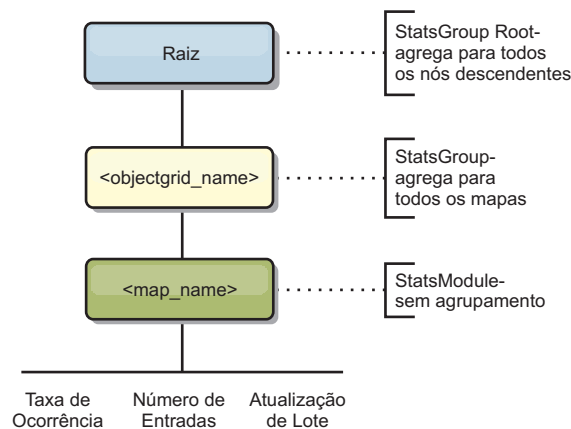 Raiz
StatsGroup Root-
agrega para todos
os nós descendentes
<objectgrid_name>
StatsGroup-
agrega para
todos os mapas
<map_name>
StatsModule-
sem agrupamento
Taxa de
Ocorrência
Número de
Entradas
Atualização
de Lote